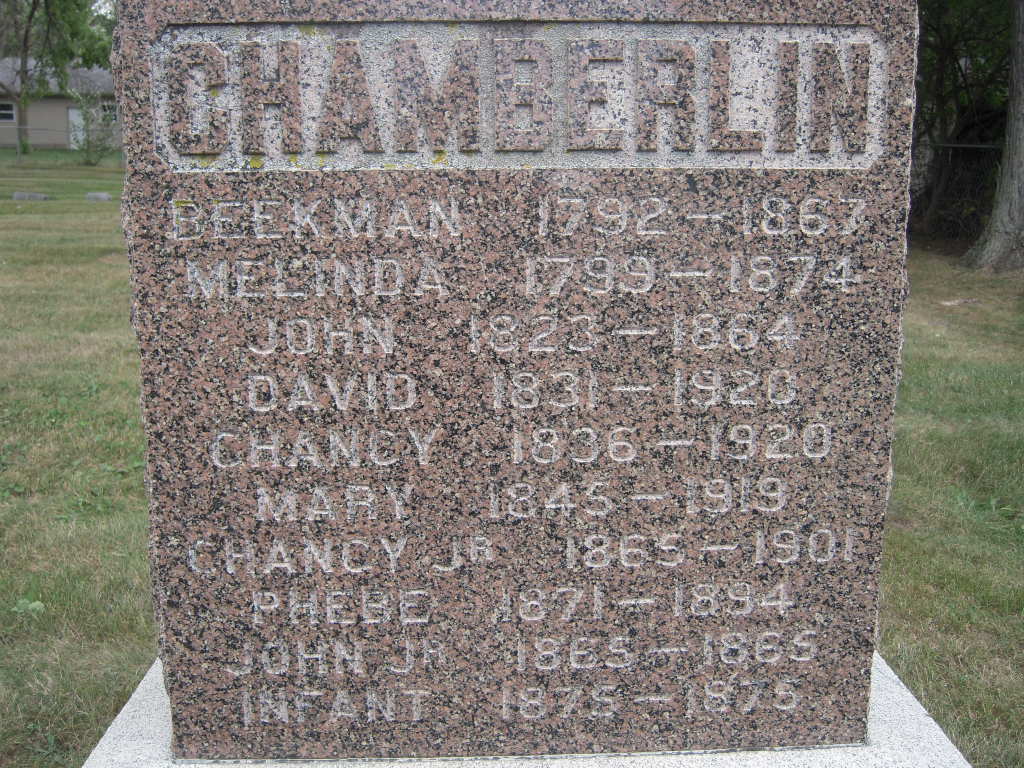 CHAMBERLIN
BEEKMAN 1792–1867
MELINDA 1799–1874
JOHN 1823–1864
DAVID 1831–1920
CHANCY 1836–1920
MARY 1845–1919
CHANCY JR 1865–1901
PHEBE 1871–1894
JOHN JR 1865–1865
INFANT 1875–1875